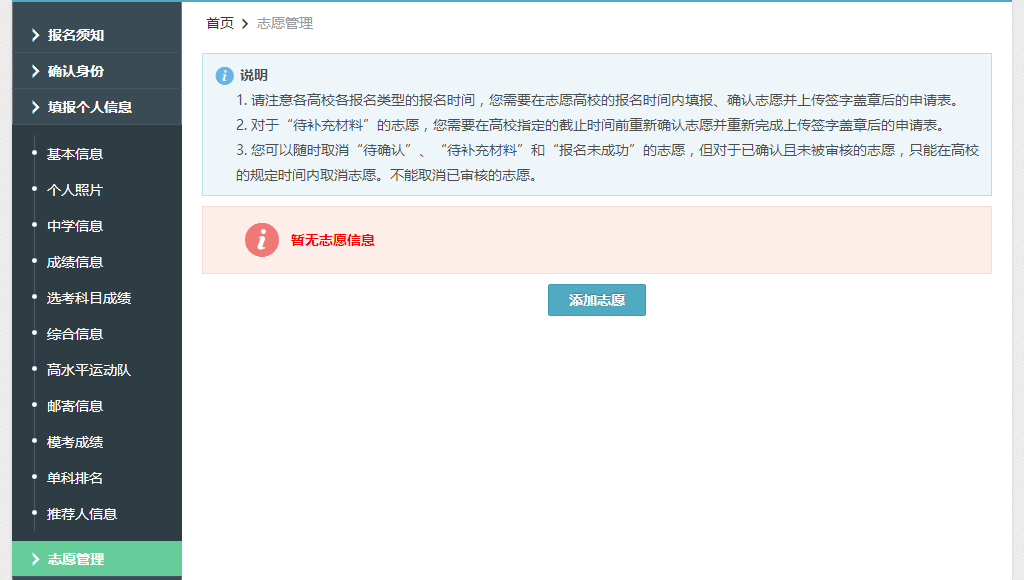 报名须知
确认身份
填报个人信息
基本信息
个人照片
中学信息
成绩信息
选考科目成绩
综合信息
高水平运动队
邮寄信息
模考成绩
单科排名
推荐人信息
志愿管理
首页 志愿管理
说明
1. 请注意各高校各报名类型的报名时间，您需要在志愿高校的报名时间内填报、确认志愿并上传签字盖章后的申请表。
2. 对于“待补充材料”的志愿，您需要在高校指定的截止时间前重新确认志愿并重新完成上传签字盖章后的申请表。
3. 您可以随时取消“待确认”、“待补充材料”和“报名未成功”的志愿，但对于已确认且未被审核的志愿，只能在高校
的规定时间内取消志愿。不能取消已审核的志愿。
暂无志愿信息
添加志愿